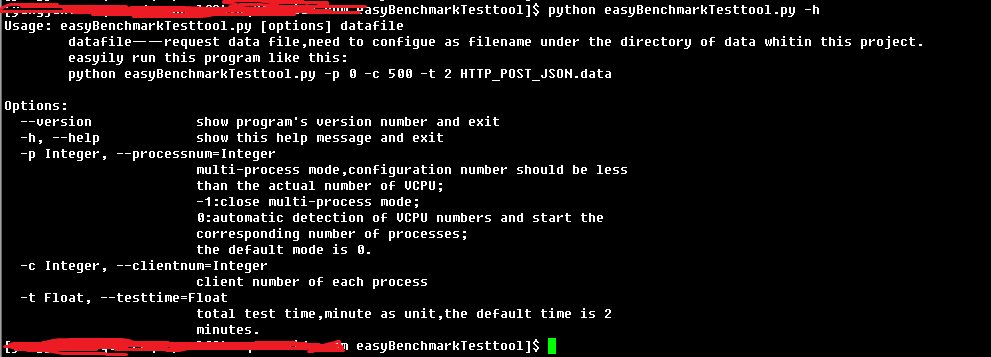 easyBenchmarkTesttool]$ python easyBenchmarkTesttool.py -h
Usage: easyBenchmarkTesttool.py [options] datafile
datafile——request data file,need to configue as filename under the directory of data whitin this project.
easyily run this program like this:
python easyBenchmarkTesttool.py -p 0 -c 500 -t 2 HTTP_POST_JSON.data
Options:
--version show program's version number and exit
-h, --help show this help message and exit
-p Integer, --processnum=Integer
multi-process mode,configuration number should be less
than the actual number of VCPU;
-1:close multi-process mode;
0:automatic detection of VCPU numbers and start the
corresponding number of processes;
the default mode is 0.
-c Integer, --clientnum=Integer
client number of each process
-t Float, --testtime=Float
total test time,minute as unit,the default time is 2
minutes.
easyBenchmarkTesttool]$